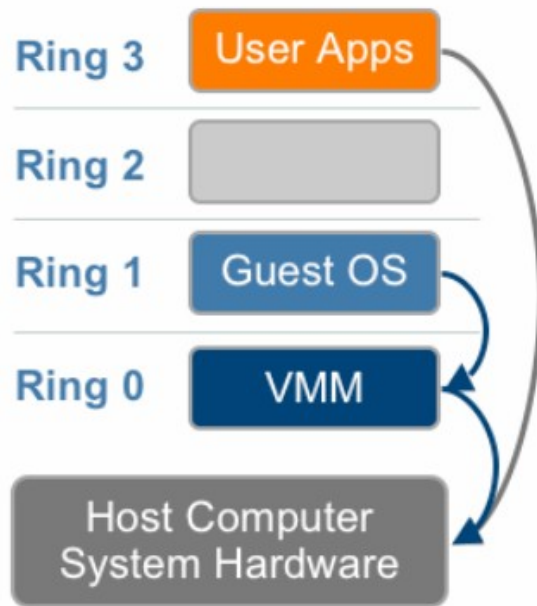 Ring 3
User Apps
Ring 2
Ring 1
Guest OS
Ring 0
VMM
Host Computer
System Hardware